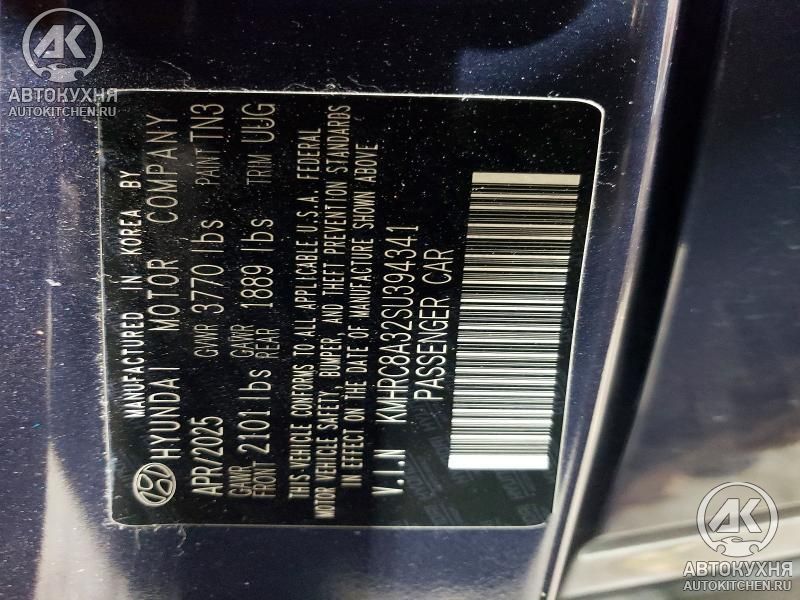 AK
АВТОКУХНЯ
AUTOKITCHEN.RU
MANUFACTURED IN KOREA BY
HYUNDAI MOTOR COMPANY
APR/2025 GVWR 3770 lbs PAINT TN3
GAWR FRONT 2101 lbs GAWR REAR 1889 lbs TRIM UUG
THIS VEHICLE CONFORMS TO ALL APPLICABLE U.S.A. FEDERAL
MOTOR VEHICLE SAFETY, BUMPER, AND THEFT PREVENTION STANDARDS
IN EFFECT ON THE DATE OF MANUFACTURE SHOWN ABOVE
V.I.N KMHRC8A32SU394341
PASSENGER CAR
AK
АВТОКУХНЯ
AUTOKITCHEN.RU